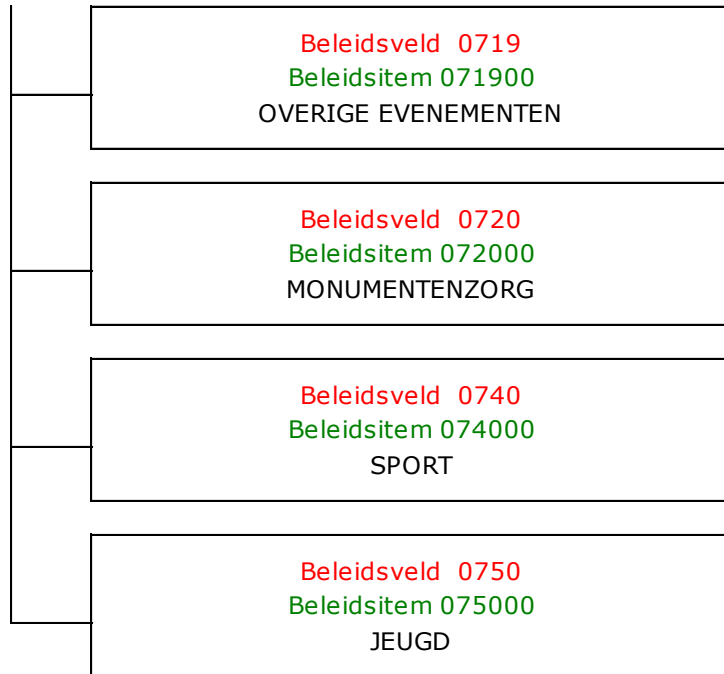 Beleidsveld 0719
Beleidsitem 071900
OVERIGE EVENEMENTEN
Beleidsveld 0720
Beleidsitem 072000
MONUMENTENZORG
Beleidsveld 0740
Beleidsitem 074000
SPORT
Beleidsveld 0750
Beleidsitem 075000
JEUGD